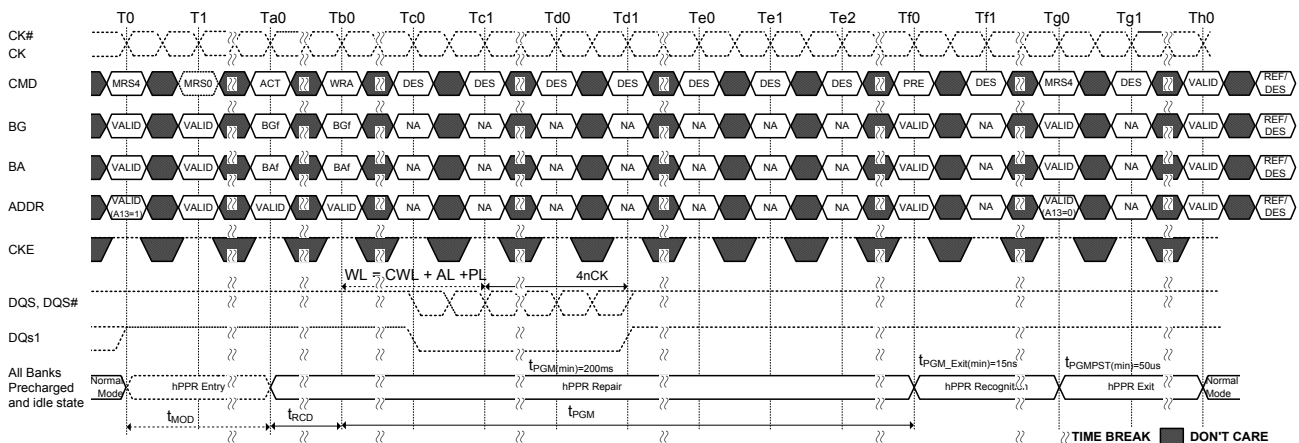 T0 T1 Ta0 Tb0 Tc0 Tc1 Td0 Td1 Te0 Te1 Te2 Tf0 Tf1 Tg0 Tg1 Th0
CK#
CK
CMD MRS4 MRS0 ACT WRA DES DES DES DES DES DES DES PRE DES MRS4 DES VALID REF/DES
BG VALID VALID BGf BGf NA NA NA NA NA NA NA VALID NA VALID NA VALID REF/DES
BA VALID VALID BAf BAf NA NA NA NA NA NA NA VALID NA VALID NA VALID REF/DES
ADDR VALID (A13=1) VALID VALID VALID NA NA NA NA NA NA NA VALID NA VALID (A13=0) NA VALID REF/DES
CKE
WL = CWL + AL +PL 4nCK
DQS, DQS#
DQs1
tPGM(min)=200ms tPGM_Exit(min)=15ns tPGMPST(min)=50us
All Banks
Precharged
and idle state
Normal Mode hPPR Entry hPPR Repair hPPR Recognition hPPR Exit Normal Mode
tMOD tRCD tPGM
TIME BREAK DON'T CARE